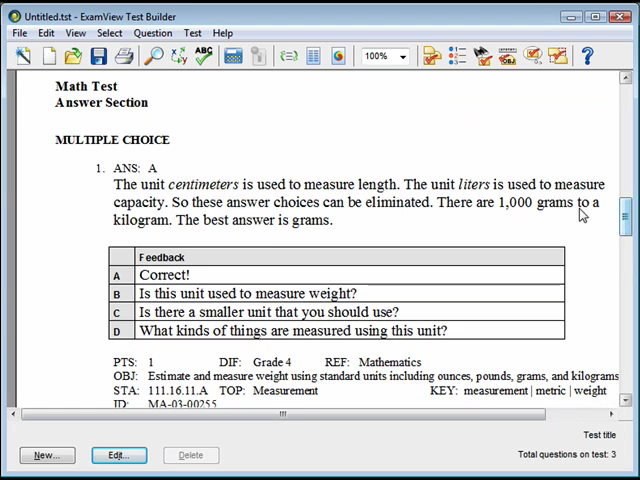 Untitled.tst - ExamView Test Builder
File Edit View Select Question Test Help
ABC 100% OBJ ?
Math Test
Answer Section
MULTIPLE CHOICE
1. ANS: A
The unit centimeters is used to measure length. The unit liters is used to measure
capacity. So these answer choices can be eliminated. There are 1,000 grams to a
kilogram. The best answer is grams.
Feedback
A Correct!
B Is this unit used to measure weight?
C Is there a smaller unit that you should use?
D What kinds of things are measured using this unit?
PTS: 1 DIF: Grade 4 REF: Mathematics
OBJ: Estimate and measure weight using standard units including ounces, pounds, grams, and kilograms
STA: 111.16.11.A TOP: Measurement KEY: measurement | metric | weight
ID: MA-03-00255
Test title
New... Edit... Delete Total questions on test: 3